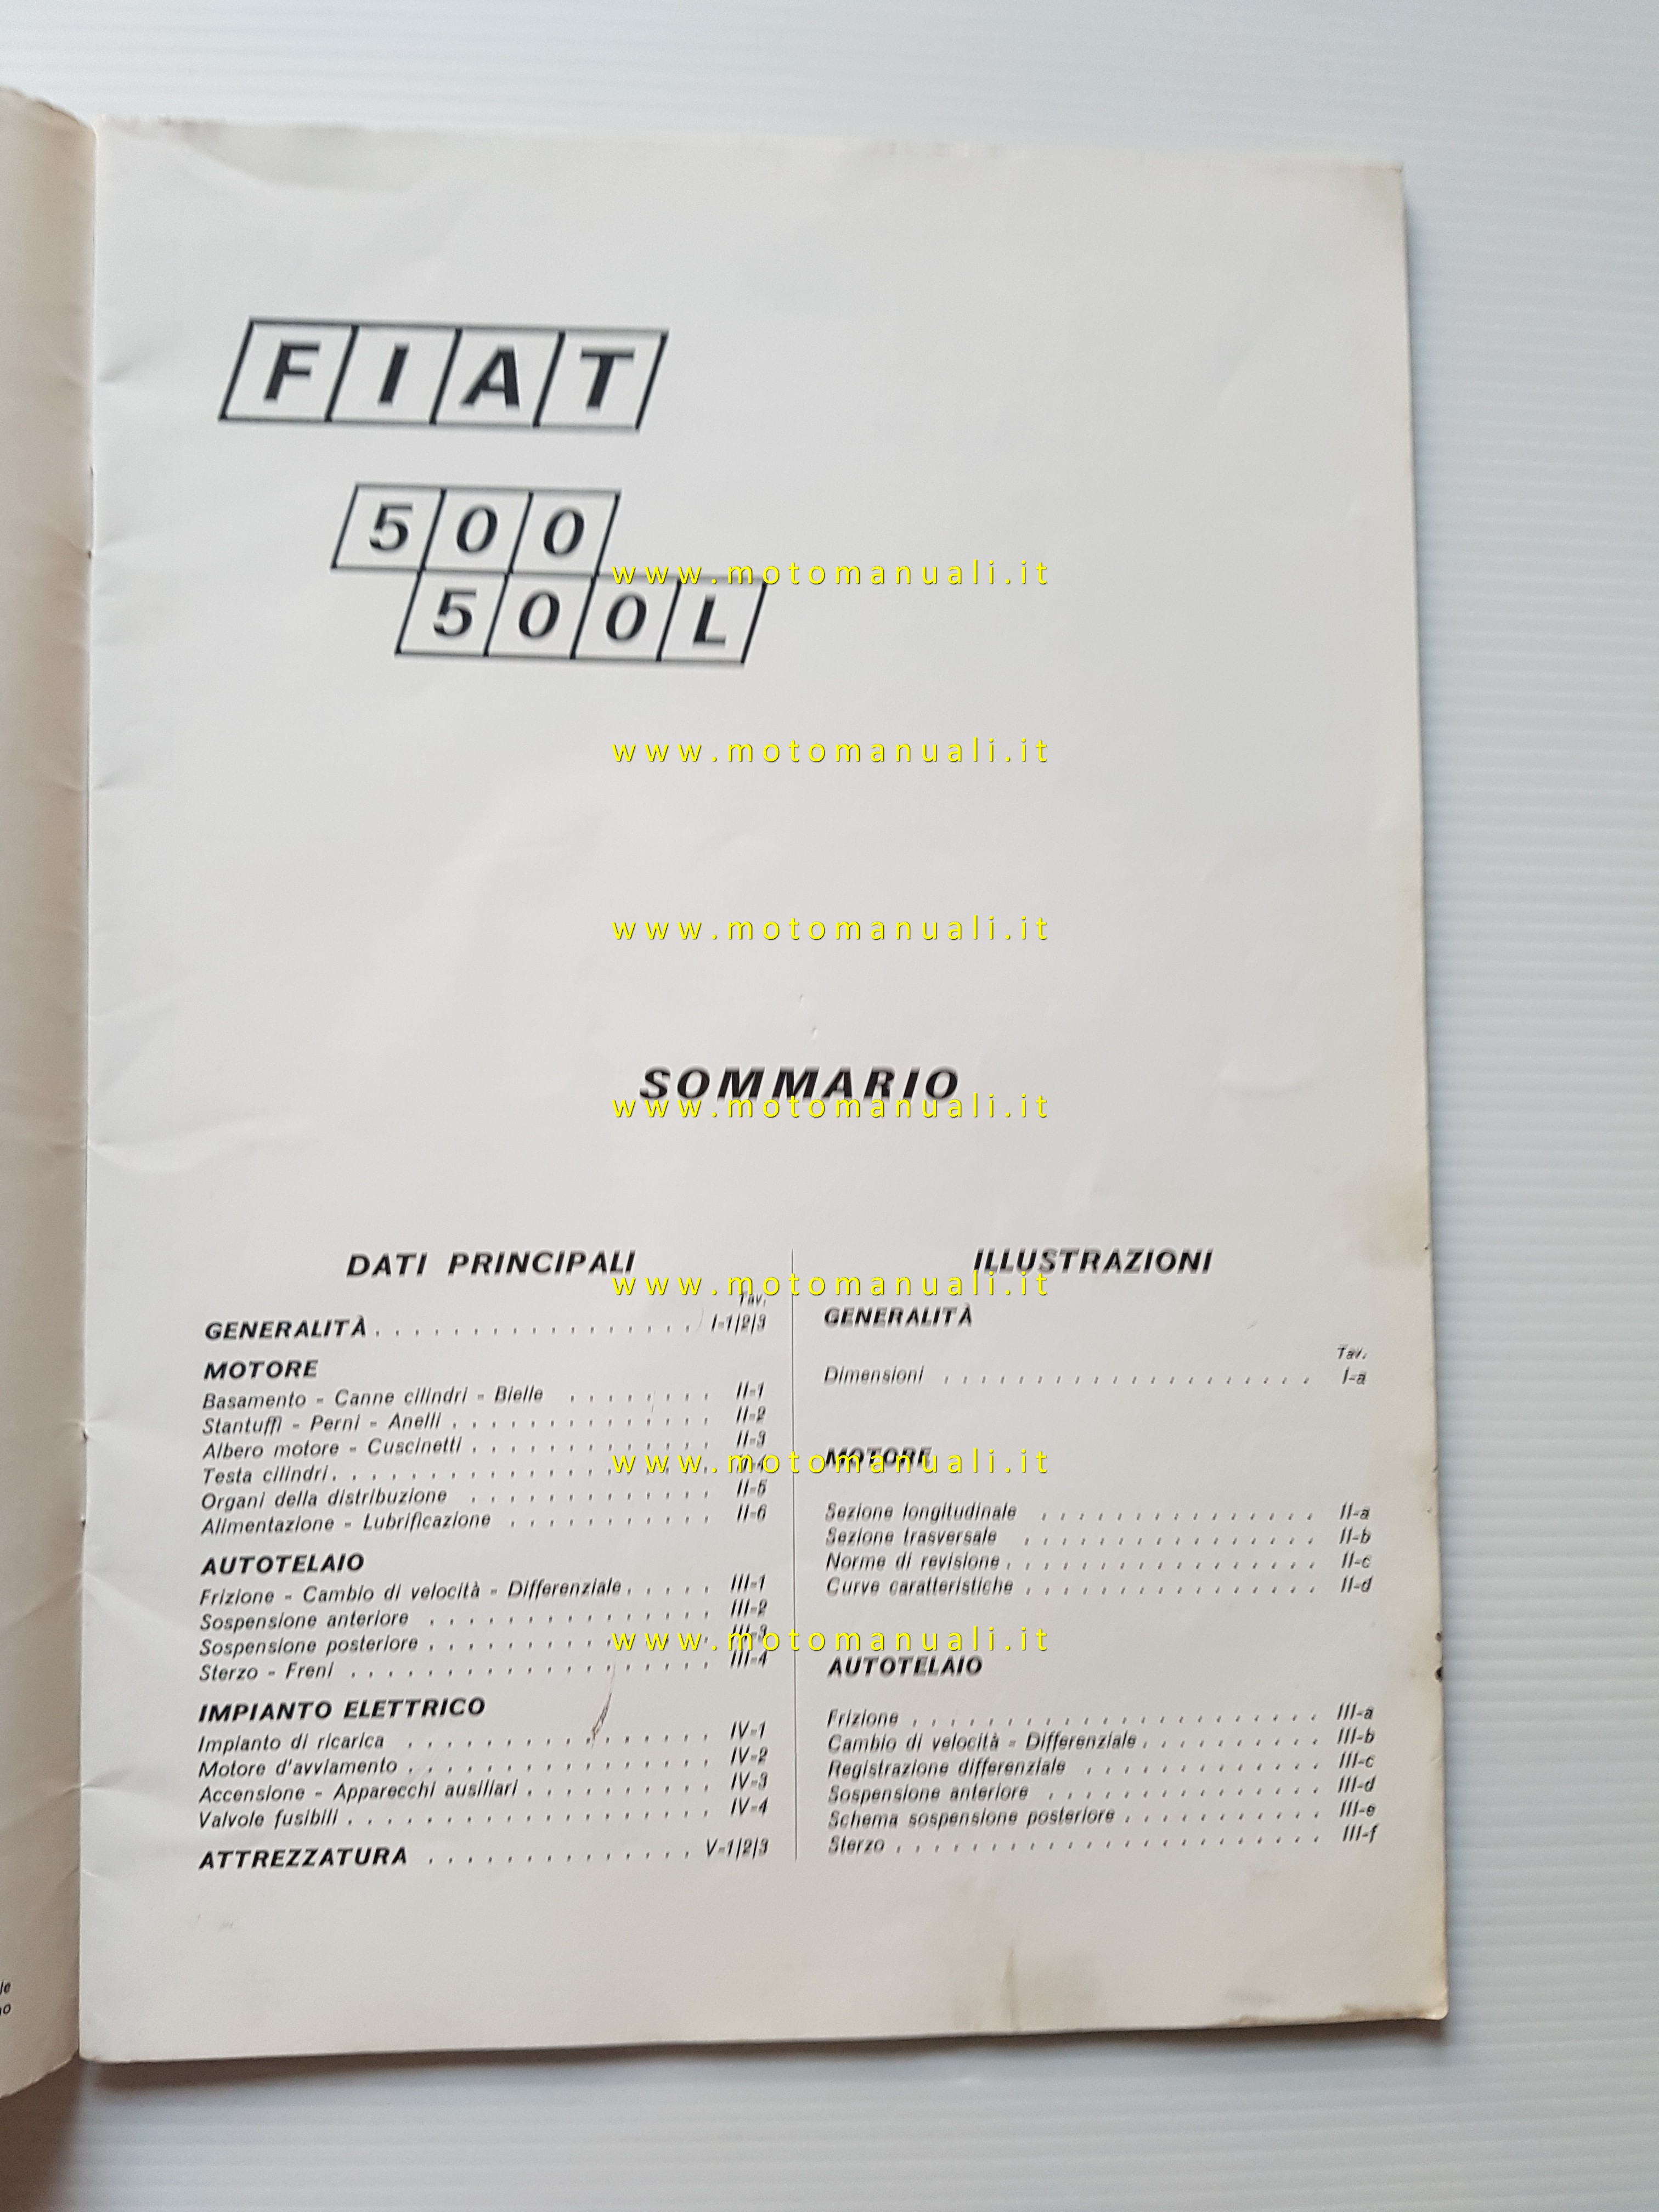 FIAT
500
500L
www.motomanuali.it
www.motomanuali.it
www.motomanuali.it
SOMMARIO
www.motomanuali.it
DATI PRINCIPALI
www.motomanuali.it
Tav.
GENERALITÀ . . . . . . . . . . . . . . . . . I-1/2/3
MOTORE
Basamento - Canne cilindri - Bielle . . . . . . . . II-1
Stantuffi - Perni - Anelli . . . . . . . . . . . . . . II-2
Albero motore - Cuscinetti . . . . . . . . . . . . . II-3
Testa cilindri . . . . . . . . . . . . . . . . . . . . II-4
Organi della distribuzione . . . . . . . . . . . . . II-5
Alimentazione - Lubrificazione . . . . . . . . . . . II-6
AUTOTELAIO
Frizione - Cambio di velocità - Differenziale . . . . . III-1
Sospensione anteriore . . . . . . . . . . . . . . . III-2
Sospensione posteriore . . . . . . . . . . . . . . . III-3
Sterzo - Freni . . . . . . . . . . . . . . . . . . . III-4
IMPIANTO ELETTRICO
Impianto di ricarica . . . . . . . . . . . . . . . . IV-1
Motore d'avviamento . . . . . . . . . . . . . . . . IV-2
Accensione - Apparecchi ausiliari . . . . . . . . . . IV-3
Valvole fusibili . . . . . . . . . . . . . . . . . . . IV-4
ATTREZZATURA . . . . . . . . . . . . . . V-1/2/3
ILLUSTRAZIONI
GENERALITÀ
Tav.
Dimensioni . . . . . . . . . . . . . . . . . . . . I-a
MOTORE
www.motomanuali.it
Sezione longitudinale . . . . . . . . . . . . . . . II-a
Sezione trasversale . . . . . . . . . . . . . . . . II-b
Norme di revisione . . . . . . . . . . . . . . . . . II-c
Curve caratteristiche . . . . . . . . . . . . . . . . II-d
www.motomanuali.it
AUTOTELAIO
Frizione . . . . . . . . . . . . . . . . . . . . . . III-a
Cambio di velocità - Differenziale . . . . . . . . . . III-b
Registrazione differenziale . . . . . . . . . . . . . III-c
Sospensione anteriore . . . . . . . . . . . . . . . III-d
Schema sospensione posteriore . . . . . . . . . . . III-e
Sterzo . . . . . . . . . . . . . . . . . . . . . . . III-f